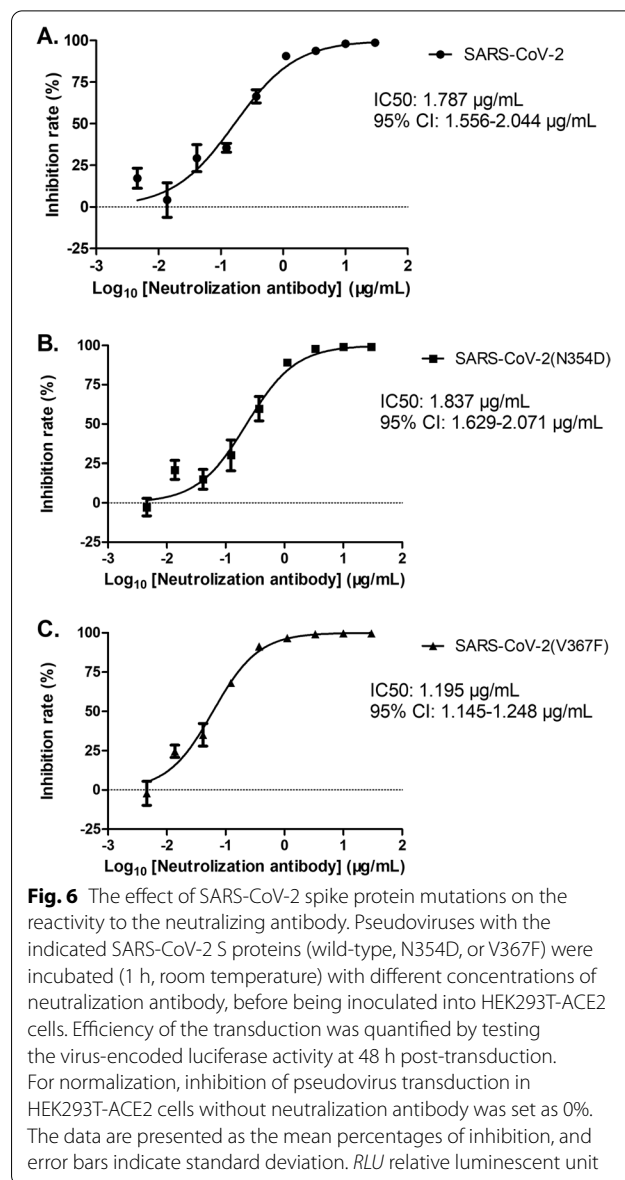 A.
SARS-CoV-2
IC50: 1.787 µg/mL
95% CI: 1.556-2.044 µg/mL
Inhibition rate (%)
100
75
50
25
0
-25
-3 -2 -1 0 1 2
Log10 [Neutrolization antibody] (µg/mL)
B.
SARS-CoV-2(N354D)
IC50: 1.837 µg/mL
95% CI: 1.629-2.071 µg/mL
Inhibition rate (%)
100
75
50
25
0
-25
-3 -2 -1 0 1 2
Log10 [Neutrolization antibody] (µg/mL)
C.
SARS-CoV-2(V367F)
IC50: 1.195 µg/mL
95% CI: 1.145-1.248 µg/mL
Inhibition rate (%)
100
75
50
25
0
-25
-3 -2 -1 0 1 2
Log10 [Neutrolization antibody] (µg/mL)
Fig. 6 The effect of SARS-CoV-2 spike protein mutations on the
reactivity to the neutralizing antibody. Pseudoviruses with the
indicated SARS-CoV-2 S proteins (wild-type, N354D, or V367F) were
incubated (1 h, room temperature) with different concentrations of
neutralization antibody, before being inoculated into HEK293T-ACE2
cells. Efficiency of the transduction was quantified by testing
the virus-encoded luciferase activity at 48 h post-transduction.
For normalization, inhibition of pseudovirus transduction in
HEK293T-ACE2 cells without neutralization antibody was set as 0%.
The data are presented as the mean percentages of inhibition, and
error bars indicate standard deviation. RLU relative luminescent unit